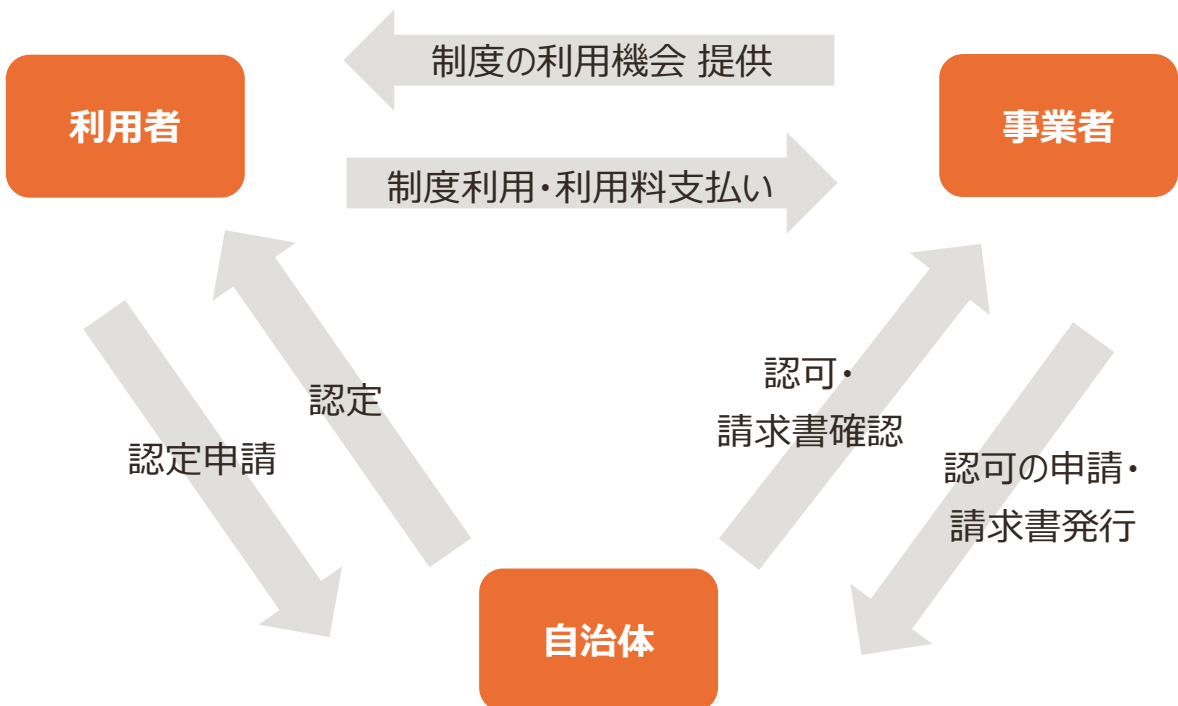 制度の利用機会 提供
利用者
事業者
制度利用・利用料支払い
認定
認定申請
認可・
請求書確認
認可の申請・
請求書発行
自治体